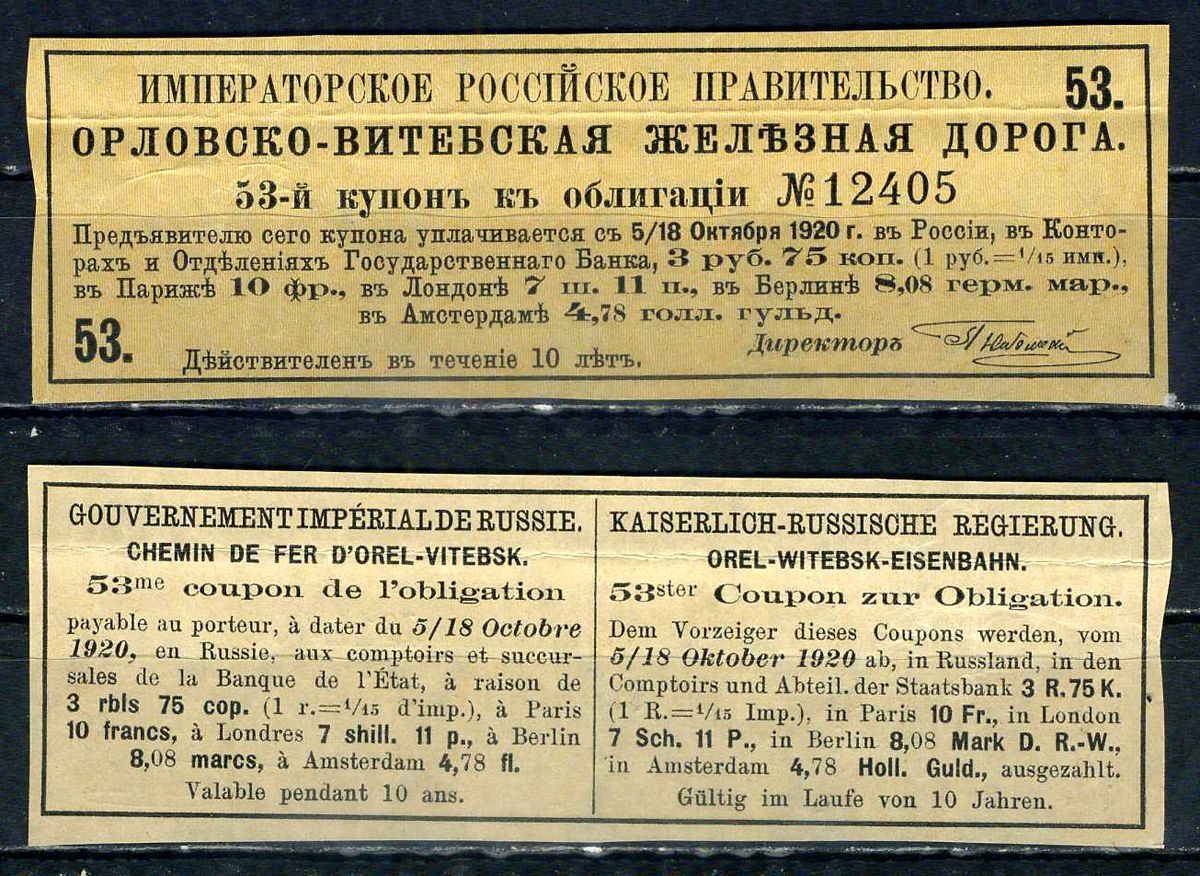 ИМПЕРАТОРСКОЕ РОССІЙСКОЕ ПРАВИТЕЛЬСТВО. 53.
ОРЛОВСКО-ВИТЕБСКАЯ ЖЕЛѢЗНАЯ ДОРОГА.
53-й купонъ къ облигаціи №12405
Предъявителю сего купона уплачивается съ 5/18 Октября 1920 г. въ Россіи, въ Конто-
рахъ и Отдѣленіяхъ Государственнаго Банка, 3 руб. 75 коп. (1 руб.=1/15 имп.),
въ Парижѣ 10 фр., въ Лондонѣ 7 ш. 11 п., въ Берлинѣ 8,08 герм. мар.,
въ Амстердамѣ 4,78 голл. гульд.
53. Дѣйствителенъ въ теченіе 10 лѣтъ.
Директоръ
GOUVERNEMENT IMPÉRIAL DE RUSSIE.
CHEMIN DE FER D'OREL-VITEBSK.
53me coupon de l'obligation
payable au porteur, à dater du 5/18 Octobre
1920, en Russie, aux comptoirs et succur-
sales de la Banque de l'État, à raison de
3 rbls 75 cop. (1 r.=1/15 d'imp.), à Paris
10 francs, à Londres 7 shill. 11 p., à Berlin
8,08 marcs, à Amsterdam 4,78 fl.
Valable pendant 10 ans.
KAISERLICH-RUSSISCHE REGIERUNG.
OREL-WITEBSK-EISENBAHN.
53ster Coupon zur Obligation.
Dem Vorzeiger dieses Coupons werden, vom
5/18 Oktober 1920 ab, in Russland, in den
Comptoirs und Abteil. der Staatsbank 3 R. 75 K.
(1 R.=1/15 Imp.), in Paris 10 Fr., in London
7 Sch. 11 P., in Berlin 8,08 Mark D. R.-W.,
in Amsterdam 4,78 Holl. Guld., ausgezahlt.
Gültig im Laufe von 10 Jahren.